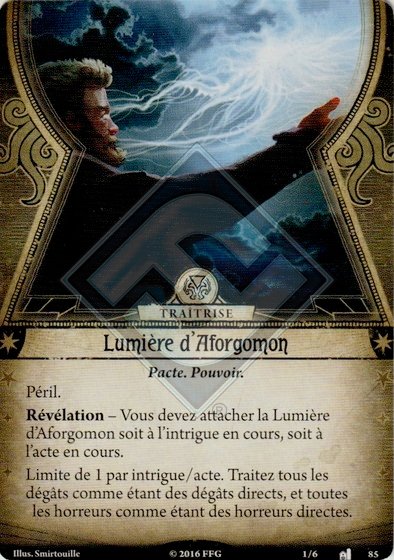 TRAÎTRISE
Lumière d'Aforgomon
Pacte. Pouvoir.
Péril.
Révélation – Vous devez attacher la Lumière
d'Aforgomon soit à l'intrigue en cours, soit à
l'acte en cours.
Limite de 1 par intrigue/acte. Traitez tous les
dégâts comme étant des dégâts directs, et toutes
les horreurs comme étant des horreurs directes.
Illus. Smirtouille © 2016 FFG 1/6 85